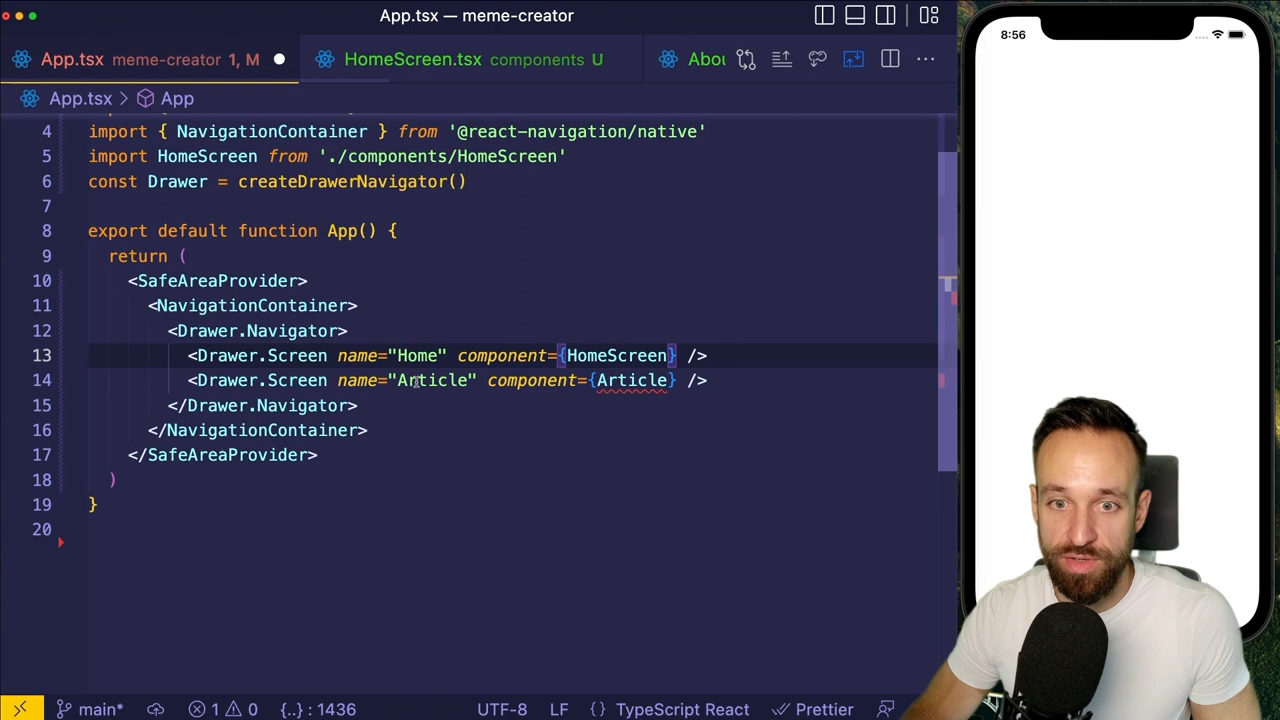 App.tsx — meme-creator
App.tsx meme-creator 1, M HomeScreen.tsx components U Abou
App.tsx > App
8:56
4 import { NavigationContainer } from '@react-navigation/native'
5 import HomeScreen from './components/HomeScreen'
6 const Drawer = createDrawerNavigator()
7
8 export default function App() {
9 return (
10 <SafeAreaProvider>
11 <NavigationContainer>
12 <Drawer.Navigator>
13 <Drawer.Screen name="Home" component={HomeScreen} />
14 <Drawer.Screen name="Article" component={Article} />
15 </Drawer.Navigator>
16 </NavigationContainer>
17 </SafeAreaProvider>
18 )
19 }
20
main* 1 0 {..} : 1436 UTF-8 LF {} TypeScript React Prettier